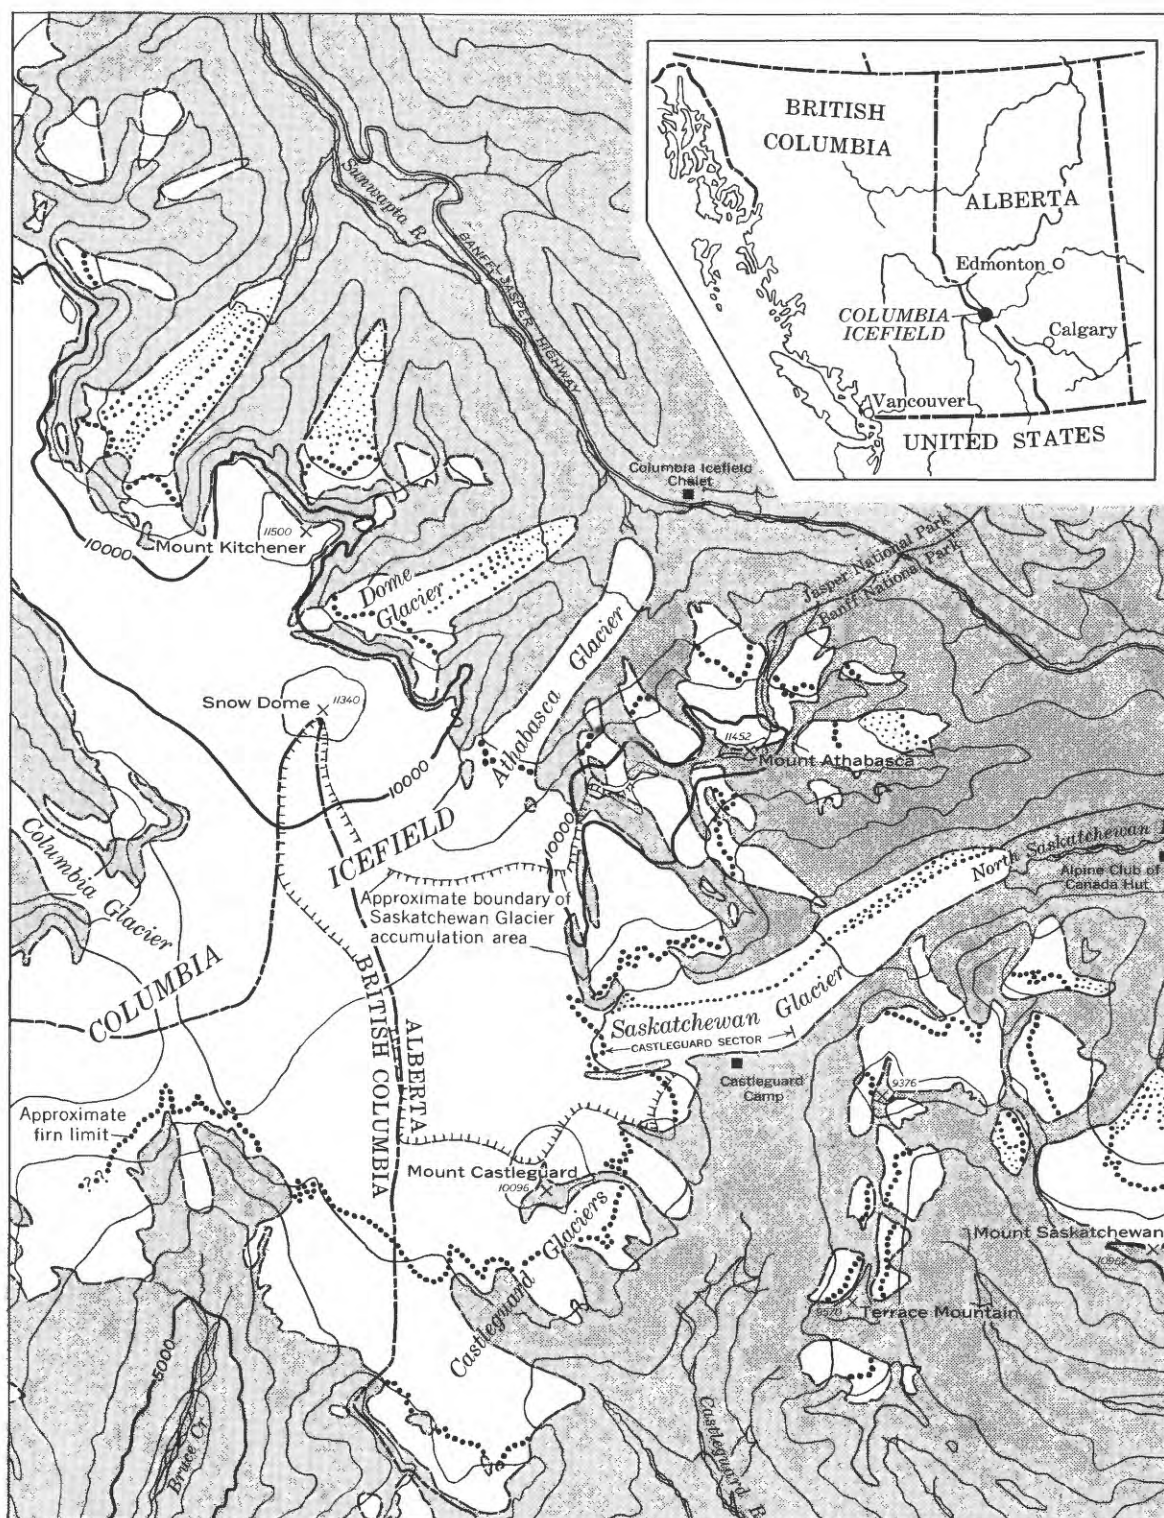 BRITISH
COLUMBIA
ALBERTA
Edmonton
COLUMBIA
ICEFIELD
Calgary
Vancouver
UNITED STATES
Sunwapta R
BANFF-JASPER HIGHWAY
Columbia Icefield
Chalet
11500
Mount Kitchener
10000
Jasper National Park
Banff National Park
Dome
Glacier
Athabasca Glacier
Snow Dome
11340
10000
11452
Mount Athabasca
Columbia Glacier
COLUMBIA ICEFIELD
10000
North Saskatchewan
Alpine Club of
Canada Hut
Approximate boundary of
Saskatchewan Glacier
accumulation area
BRITISH COLUMBIA
ALBERTA
Saskatchewan Glacier
CASTLEGUARD SECTOR
Castleguard
Camp
9376
Approximate
firn limit
??
Mount Castleguard
10096
Castleguard Glaciers
Mount Saskatchewan
Terrace Mountain
5000
Bruce Cr
Castleguard R